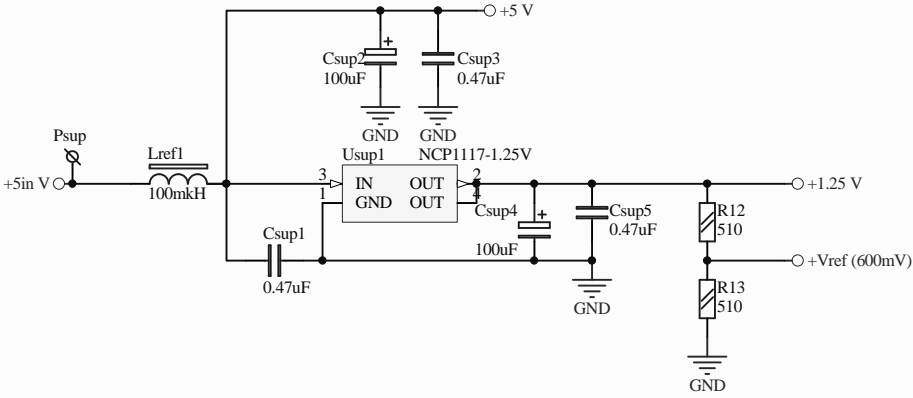 +5 V
+
Csup2
100uF
Csup3
0.47uF
GND
GND
Psup
Lref1
Usup1
NCP1117-1.25V
+5in V
100mkH
3
IN
OUT
2
+1.25 V
1
GND
OUT
4
Csup4
+
100uF
Csup5
0.47uF
R12
510
Csup1
0.47uF
+Vref (600mV)
R13
510
GND
GND